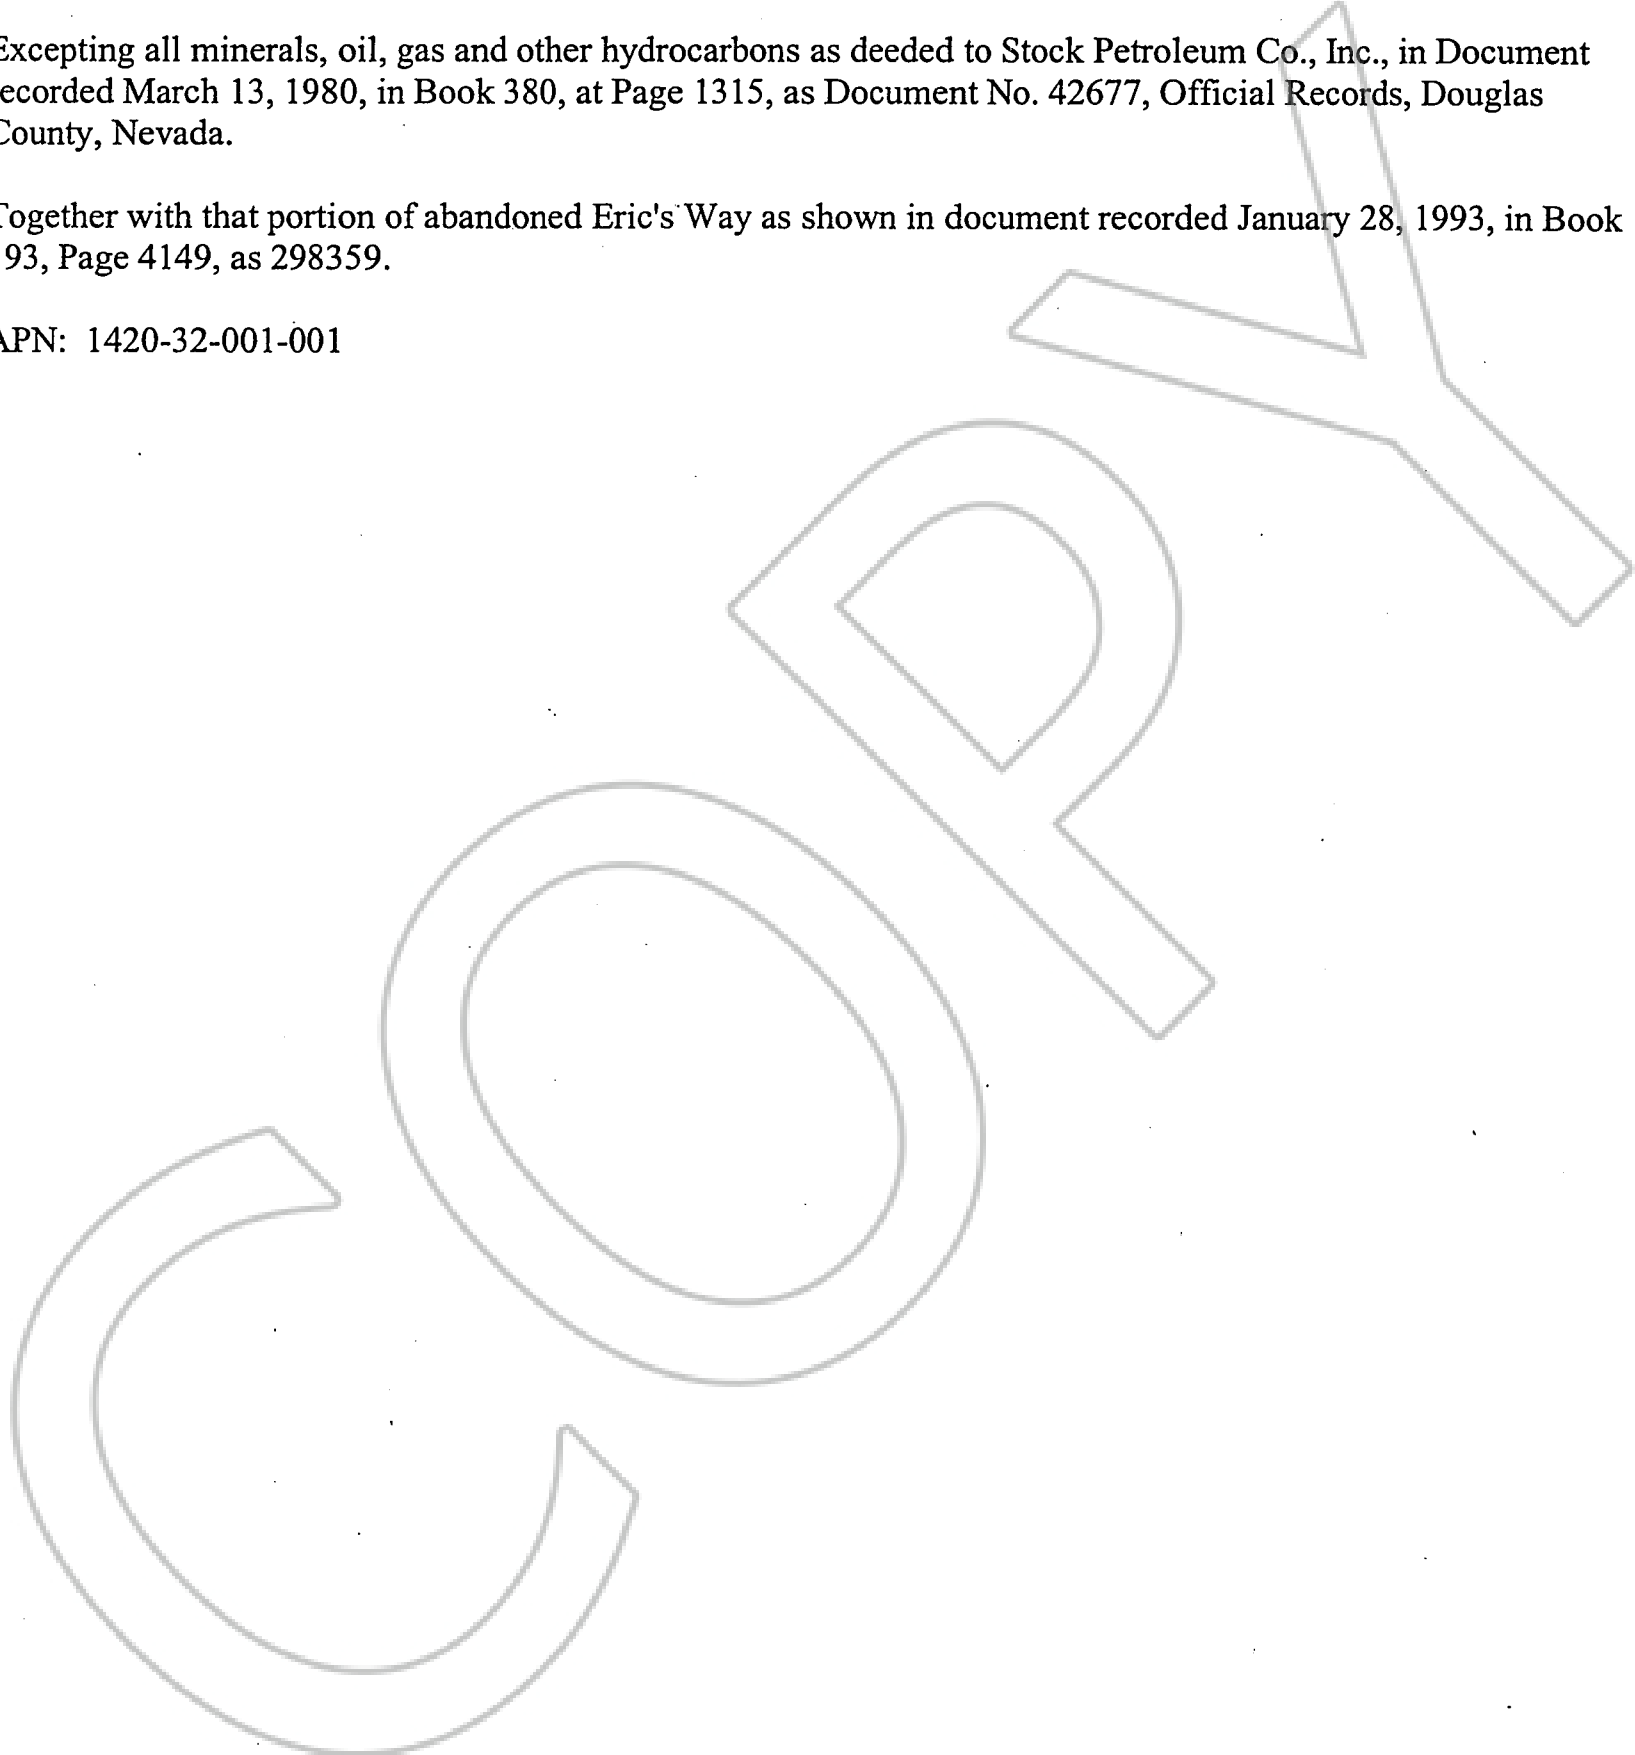 Excepting all minerals, oil, gas and other hydrocarbons as deeded to Stock Petroleum Co., Inc., in Document
ecorded March 13, 1980, in Book 380, at Page 1315, as Document No. 42677, Official Records, Douglas
County, Nevada.
Together with that portion of abandoned Eric's Way as shown in document recorded January 28, 1993, in Book
93, Page 4149, as 298359.
APN: 1420-32-001-001
COPY